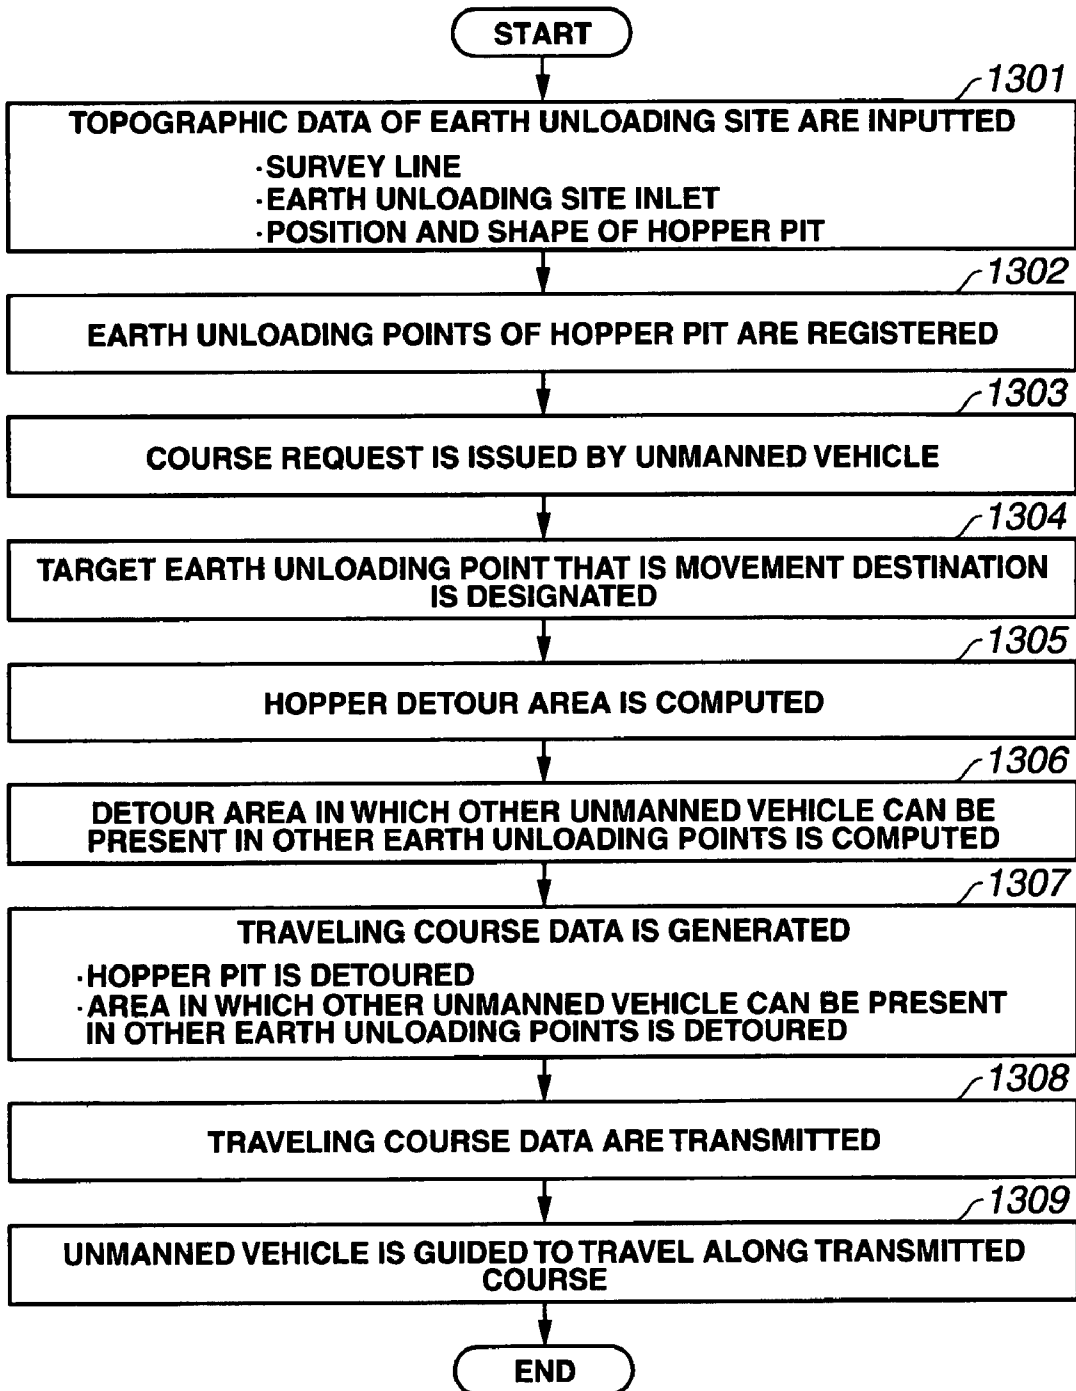 START
1301
TOPOGRAPHIC DATA OF EARTH UNLOADING SITE ARE INPUTTED
·SURVEY LINE
·EARTH UNLOADING SITE INLET
·POSITION AND SHAPE OF HOPPER PIT
1302
EARTH UNLOADING POINTS OF HOPPER PIT ARE REGISTERED
1303
COURSE REQUEST IS ISSUED BY UNMANNED VEHICLE
1304
TARGET EARTH UNLOADING POINT THAT IS MOVEMENT DESTINATION
IS DESIGNATED
1305
HOPPER DETOUR AREA IS COMPUTED
1306
DETOUR AREA IN WHICH OTHER UNMANNED VEHICLE CAN BE
PRESENT IN OTHER EARTH UNLOADING POINTS IS COMPUTED
1307
TRAVELING COURSE DATA IS GENERATED
·HOPPER PIT IS DETOURED
·AREA IN WHICH OTHER UNMANNED VEHICLE CAN BE PRESENT
IN OTHER EARTH UNLOADING POINTS IS DETOURED
1308
TRAVELING COURSE DATA ARE TRANSMITTED
1309
UNMANNED VEHICLE IS GUIDED TO TRAVEL ALONG TRANSMITTED
COURSE
END